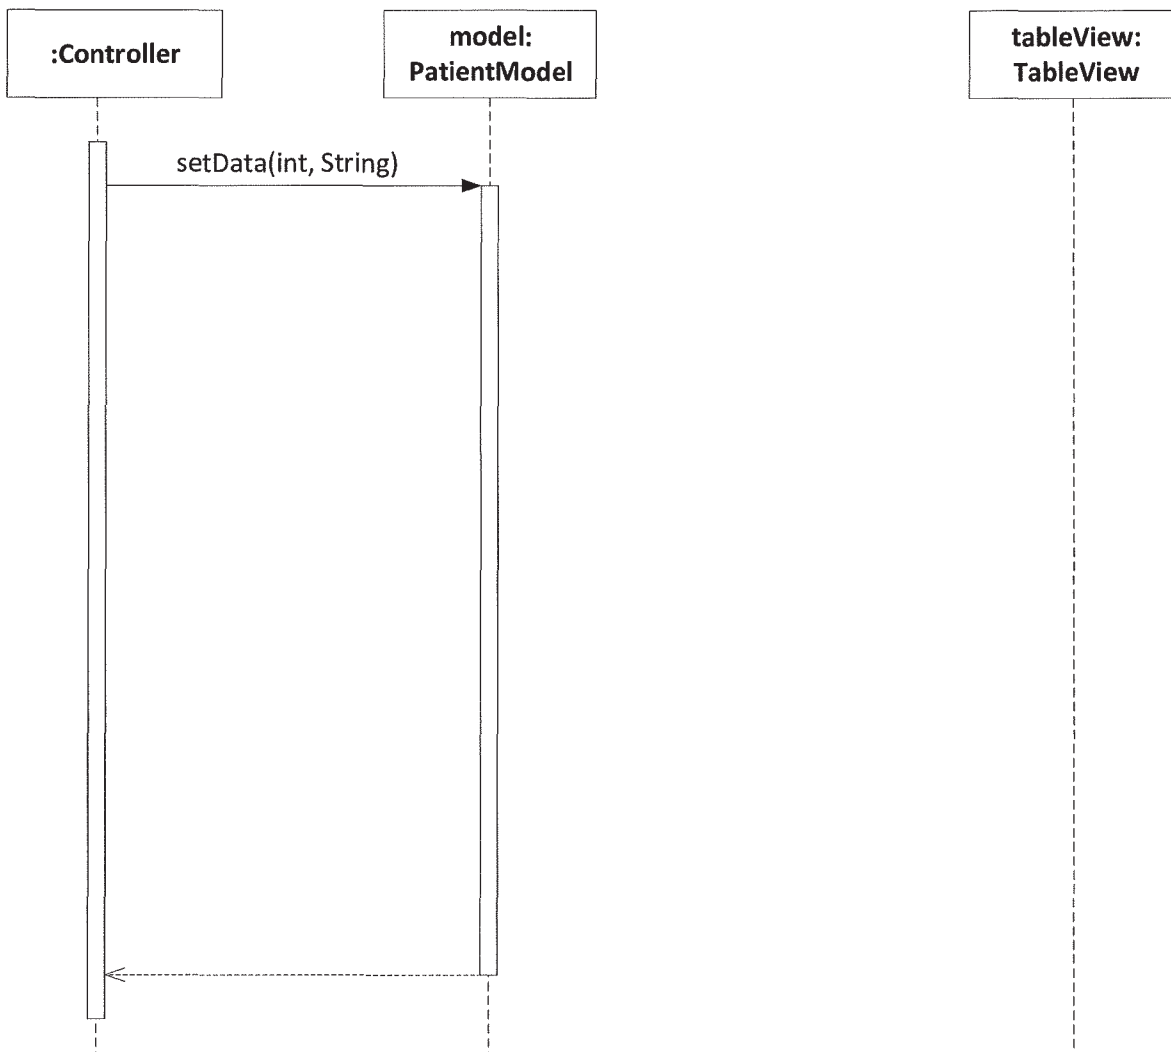 :Controller
model:
PatientModel
tableView:
TableView
setData(int, String)